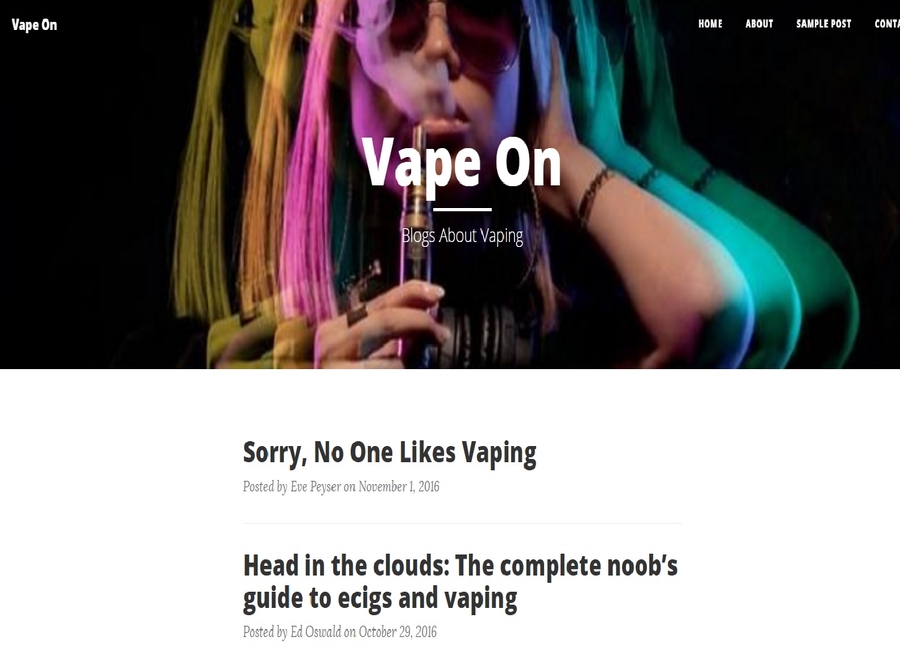 Vape On
HOME ABOUT SAMPLE POST
Vape On
Blogs About Vaping
Sorry, No One Likes Vaping
Posted by Eve Peyser on November 1, 2016
Head in the clouds: The complete noob's
guide to ecigs and vaping
Posted by Ed Oswald on October 29, 2016